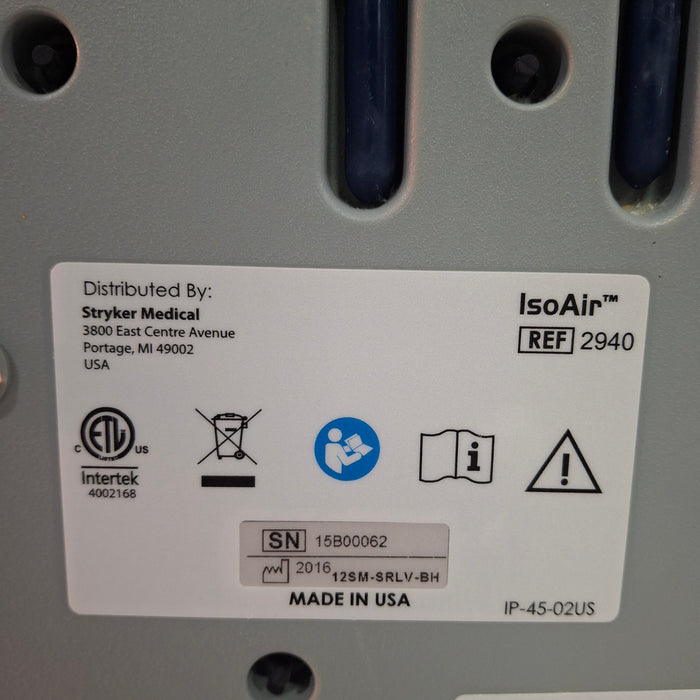 Distributed By:
Stryker Medical
3800 East Centre Avenue
Portage, MI 49002
USA
IsoAir™
REF 2940
C ETL US
Intertek
4002168
i
!
SN 15B00062
2016 12SM-SRLV-BH
MADE IN USA
IP-45-02US